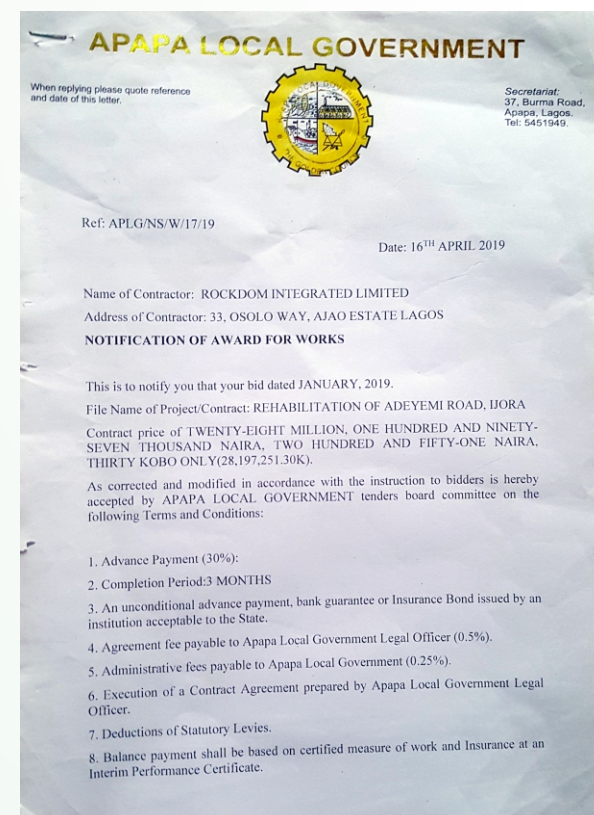 APAPA LOCAL GOVERNMENT
When replying please quote reference
and date of this letter.
Secretariat:
37, Burma Road,
Apapa, Lagos.
Tel: 5451949.
LOCAL GOVERNMENT
Ref: APLG/NS/W/17/19
Date: 16TH APRIL 2019
Name of Contractor: ROCKDOM INTEGRATED LIMITED
Address of Contractor: 33, OSOLO WAY, AJAO ESTATE LAGOS
NOTIFICATION OF AWARD FOR WORKS
This is to notify you that your bid dated JANUARY, 2019.
File Name of Project/Contract: REHABILITATION OF ADEYEMI ROAD, IJORA
Contract price of TWENTY-EIGHT MILLION, ONE HUNDRED AND NINETY-
SEVEN THOUSAND NAIRA, TWO HUNDRED AND FIFTY-ONE NAIRA,
THIRTY KOBO ONLY(28,197,251.30K).
As corrected and modified in accordance with the instruction to bidders is hereby
accepted by APAPA LOCAL GOVERNMENT tenders board committee on the
following Terms and Conditions:
1. Advance Payment (30%):
2. Completion Period:3 MONTHS
3. An unconditional advance payment, bank guarantee or Insurance Bond issued by an
institution acceptable to the State.
4. Agreement fee payable to Apapa Local Government Legal Officer (0.5%).
5. Administrative fees payable to Apapa Local Government (0.25%).
6. Execution of a Contract Agreement prepared by Apapa Local Government Legal
Officer.
7. Deductions of Statutory Levies.
8. Balance payment shall be based on certified measure of work and Insurance at an
Interim Performance Certificate.